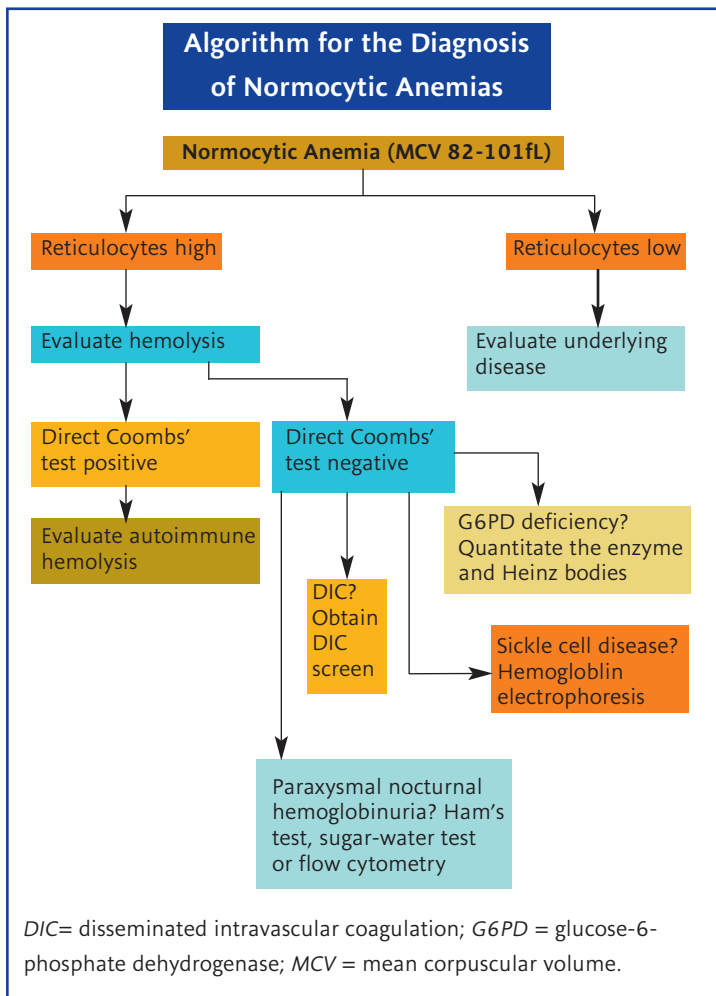 Algorithm for the Diagnosis
of Normocytic Anemias
Normocytic Anemia (MCV 82-101fL)
Reticulocytes high
Reticulocytes low
Evaluate hemolysis
Evaluate underlying
disease
Direct Coombs’
test positive
Direct Coombs’
test negative
Evaluate autoimmune
hemolysis
G6PD deficiency?
Quantitate the enzyme
and Heinz bodies
DIC?
Obtain
DIC
screen
Sickle cell disease?
Hemogloblin
electrophoresis
Paraxysmal nocturnal
hemoglobinuria? Ham’s
test, sugar-water test
or flow cytometry
DIC= disseminated intravascular coagulation; G6PD = glucose-6-
phosphate dehydrogenase; MCV = mean corpuscular volume.